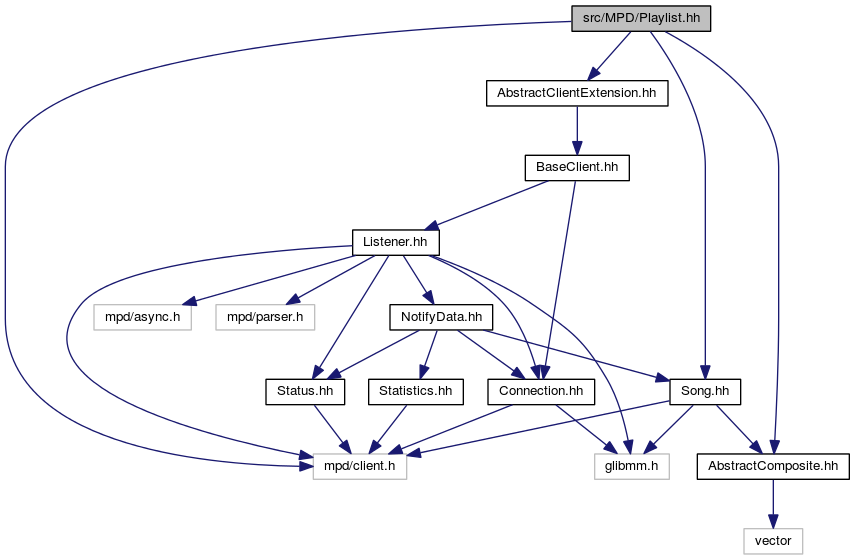 src/MPD/Playlist.hh
AbstractClientExtension.hh
BaseClient.hh
Listener.hh
mpd/async.h
mpd/parser.h
NotifyData.hh
Status.hh
Statistics.hh
Connection.hh
Song.hh
mpd/client.h
glibmm.h
AbstractComposite.hh
vector